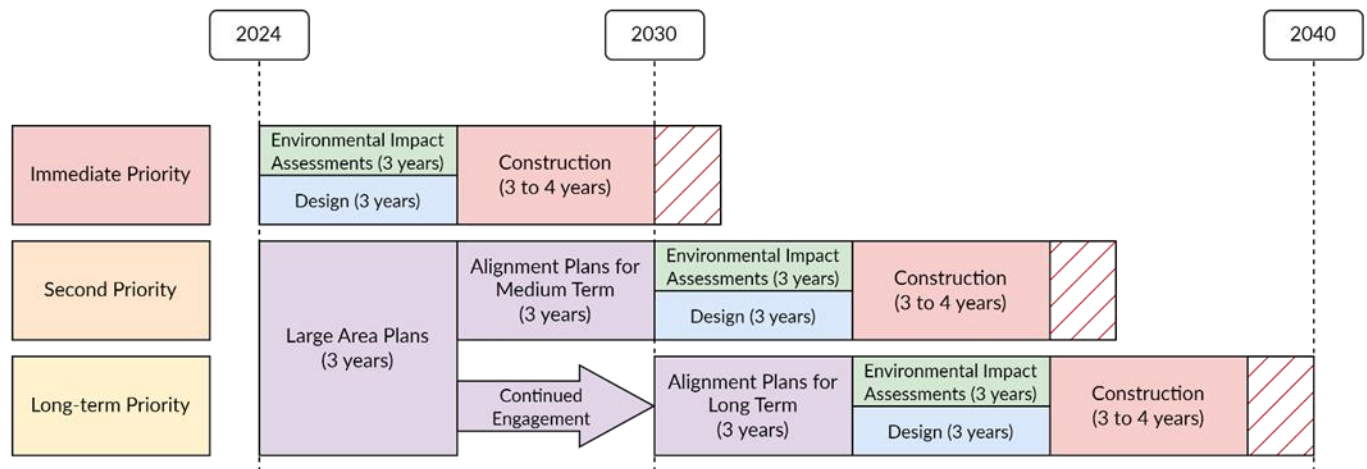 2024
2030
2040
Immediate Priority
Environmental Impact
Assessments (3 years)
Design (3 years)
Construction
(3 to 4 years)
Second Priority
Large Area Plans
(3 years)
Alignment Plans for
Medium Term
(3 years)
Environmental Impact
Assessments (3 years)
Design (3 years)
Construction
(3 to 4 years)
Long-term Priority
Continued
Engagement
Alignment Plans for
Long Term
(3 years)
Environmental Impact
Assessments (3 years)
Design (3 years)
Construction
(3 to 4 years)